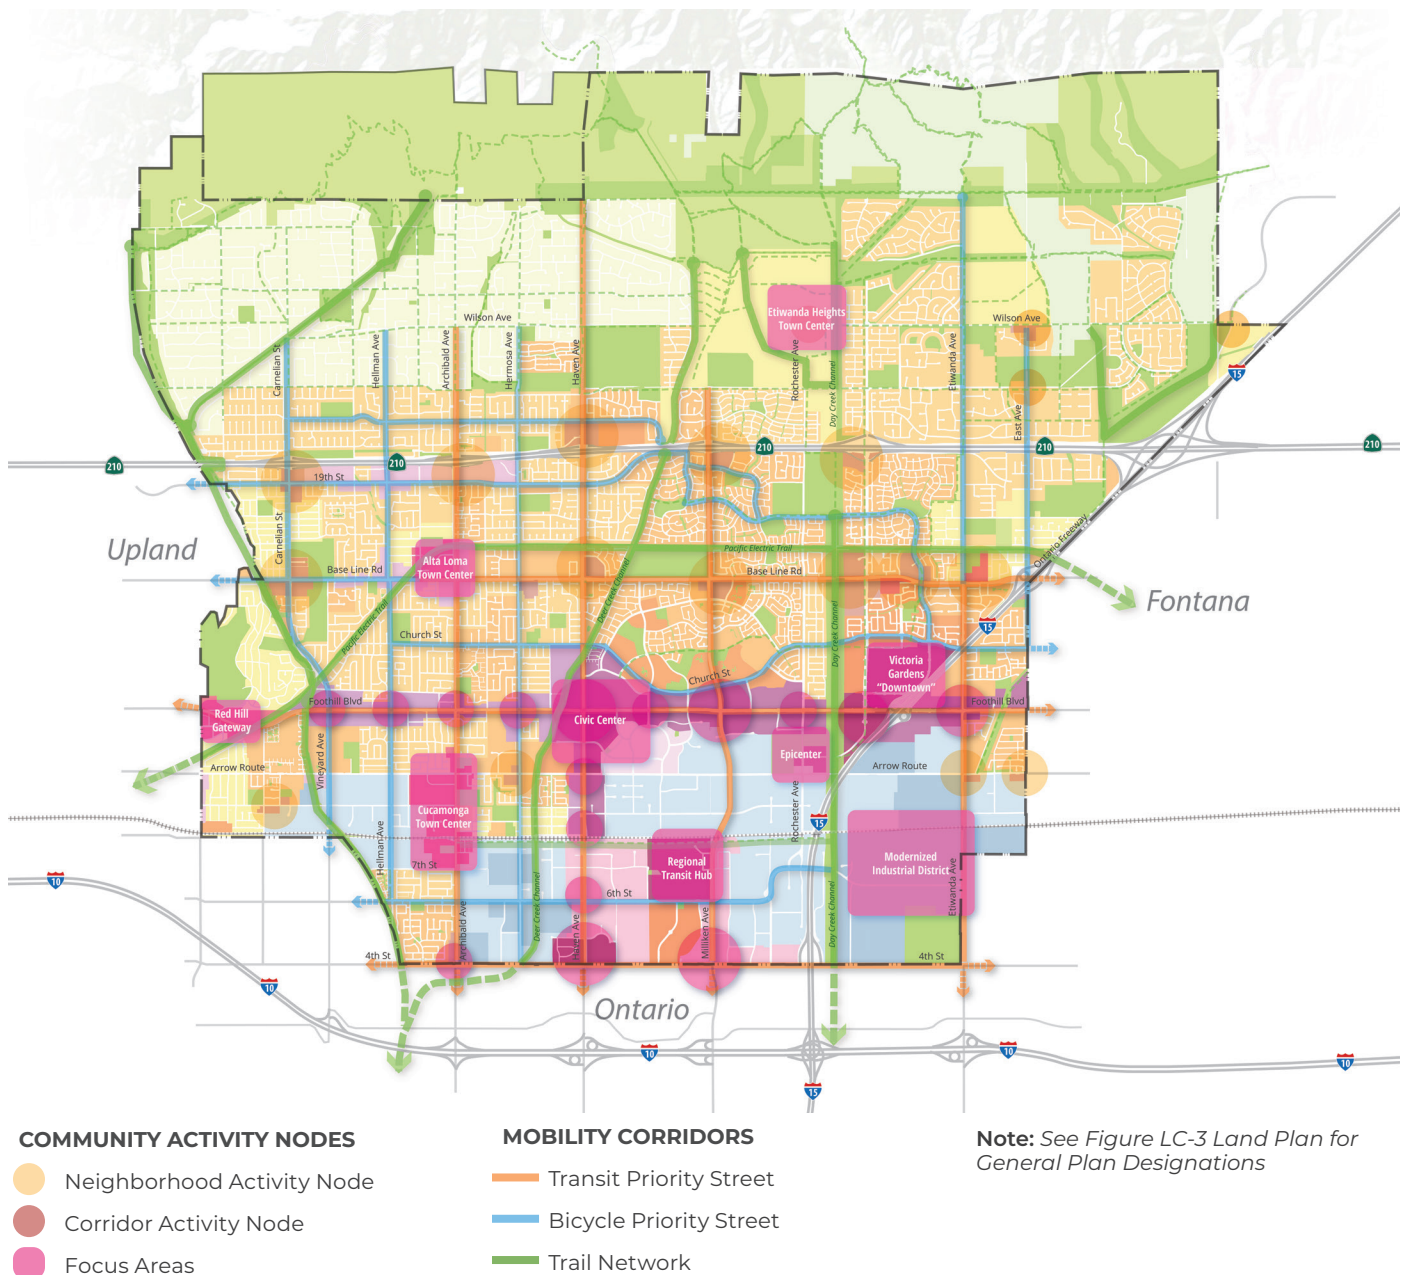 Etiwanda Heights
Town Center
Wilson Ave
Wilson Ave
Carnelian St
Hellman Ave
Archibald Ave
Hermosa Ave
Haven Ave
Rochester Ave
Day Creek Channel
Etiwanda Ave
East Ave
15
210
210
210
210
210
19th St
Carnelian St
Upland
Alta Loma
Town Center
Pacific Electric Trail
Ontario Freeway
Base Line Rd
Base Line Rd
Deer Creek Channel
Fontana
Pacific Electric Trail
Church St
15
Day Creek Channel
Victoria
Gardens
“Downtown”
Church St
Foothill Blvd
Foothill Blvd
Red Hill
Gateway
Civic Center
Epicenter
Arrow Route
Arrow Route
Vineyard Ave
Cucamonga
Town Center
Rochester Ave
15
Hellman Ave
7th St
Regional
Transit Hub
Modernized
Industrial District
10
6th St
Etiwanda Ave
Archibald Ave
Deer Creek Channel
Haven Ave
Milliken Ave
Day Creek Channel
4th St
4th St
10
Ontario
10
10
10
15
COMMUNITY ACTIVITY NODES
Neighborhood Activity Node
Corridor Activity Node
Focus Areas
MOBILITY CORRIDORS
Transit Priority Street
Bicycle Priority Street
Trail Network
Note: See Figure LC-3 Land Plan for
General Plan Designations